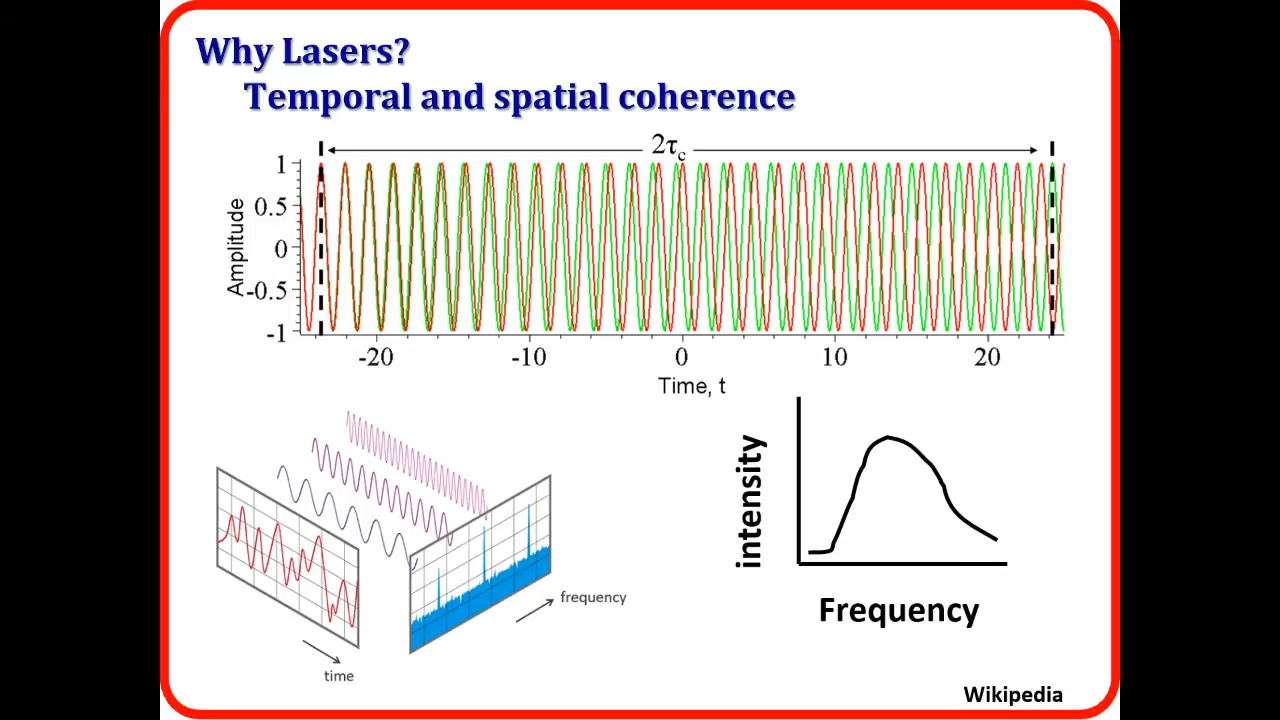 Why Lasers?
Temporal and spatial coherence
2τc
1
0.5
0
-0.5
-1
Amplitude
-20
-10
0
10
20
Time, t
time
frequency
intensity
Frequency
Wikipedia